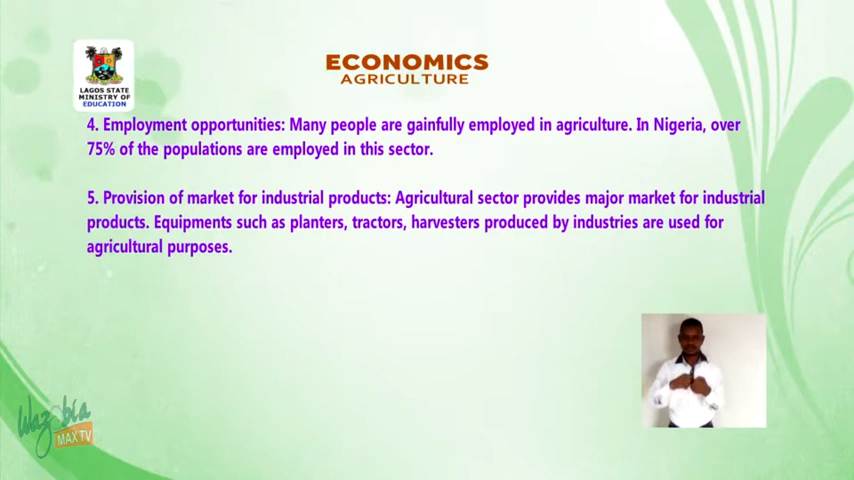 LAGOS STATE
MINISTRY OF
EDUCATION
ECONOMICS
AGRICULTURE
4. Employment opportunities: Many people are gainfully employed in agriculture. In Nigeria, over
75% of the populations are employed in this sector.
5. Provision of market for industrial products: Agricultural sector provides major market for industrial
products. Equipments such as planters, tractors, harvesters produced by industries are used for
agricultural purposes.
Wazobia
MAX TV